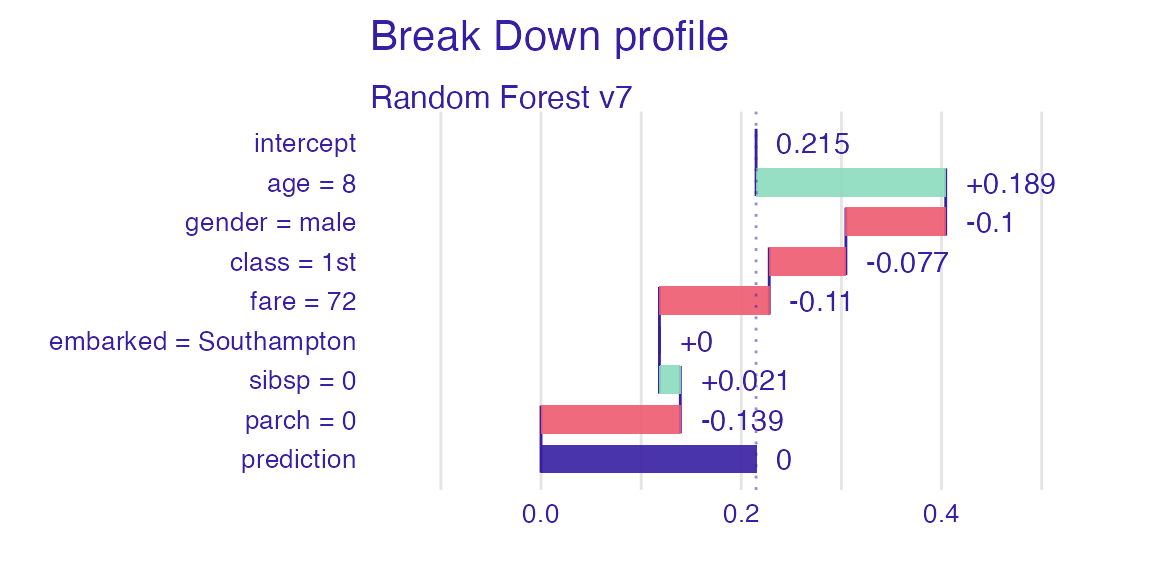 Break Down profile
Random Forest v7
intercept 0.215
age = 8 +0.189
gender = male -0.1
class = 1st -0.077
fare = 72 -0.11
embarked = Southampton +0
sibsp = 0 +0.021
parch = 0 -0.139
prediction 0
0.0 0.2 0.4